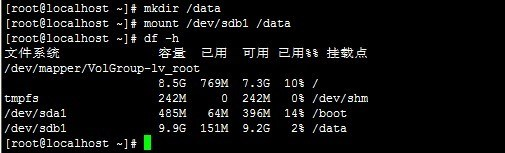 [root@localhost ~]# mkdir /data
[root@localhost ~]# mount /dev/sdb1 /data
[root@localhost ~]# df -h
文件系统 容量 已用 可用 已用%% 挂载点
/dev/mapper/VolGroup-lv_root
8.5G 769M 7.3G 10% /
tmpfs 242M 0 242M 0% /dev/shm
/dev/sda1 485M 64M 396M 14% /boot
/dev/sdb1 9.9G 151M 9.2G 2% /data
[root@localhost ~]#